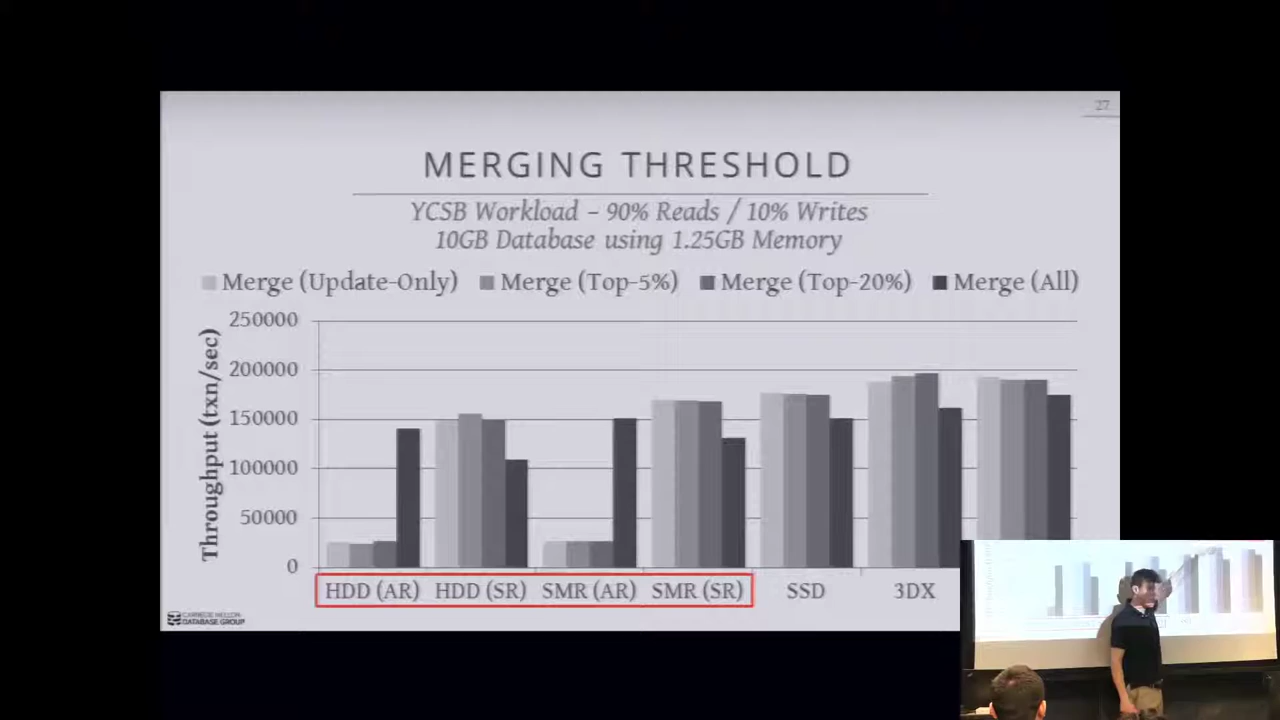 27
MERGING THRESHOLD
YCSB Workload – 90% Reads / 10% Writes
10GB Database using 1.25GB Memory
Merge (Update-Only) Merge (Top-5%) Merge (Top-20%) Merge (All)
Throughput (txn/sec)
250000
200000
150000
100000
50000
0
HDD (AR) HDD (SR) SMR (AR) SMR (SR) SSD 3DX
CARNEGIE MELLON
DATABASE GROUP